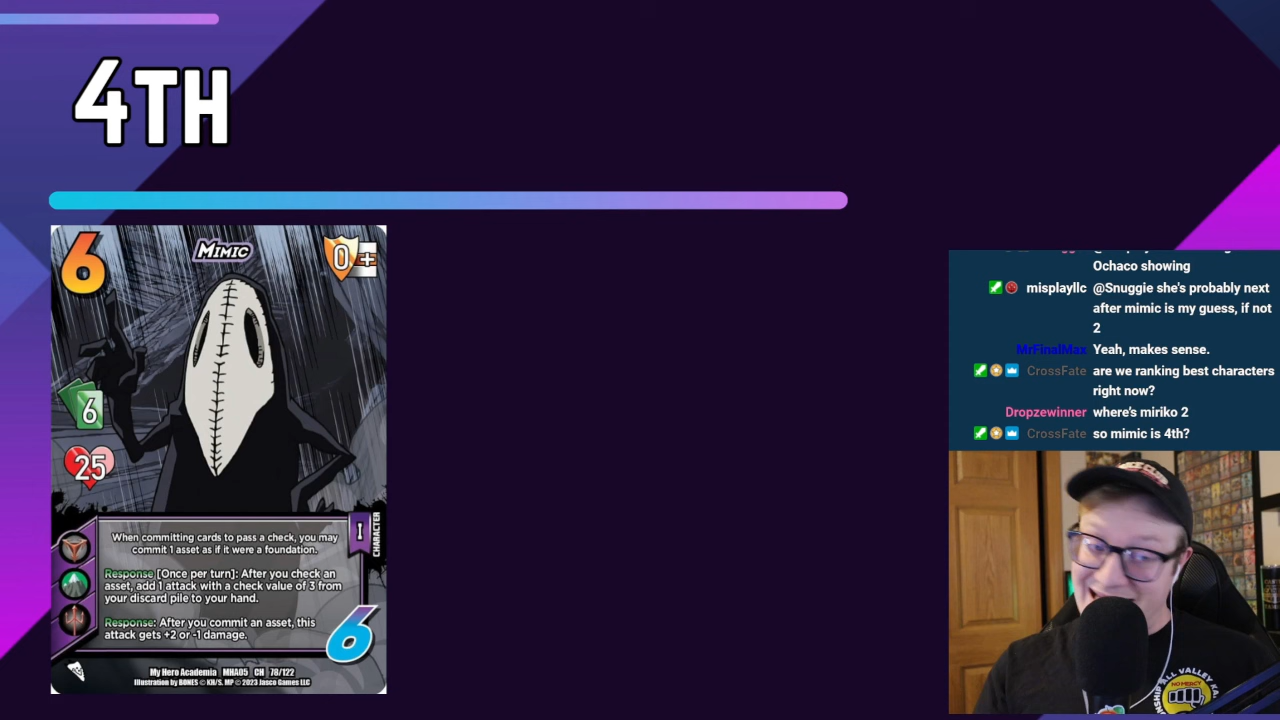 4TH
6
MIMIC
0
+
6
25
When committing cards to pass a check, you may
commit 1 asset as if it were a foundation.
Response [Once per turn]: After you check an
asset, add 1 attack with a check value of 3 from
your discard pile to your hand.
Response: After you commit an asset, this
attack gets +2 or -1 damage.
I
CHARACTER
6
My Hero Academia MHA05 CH 78/122
Illustration by BONES © KH/S. MP © 2023 Jasco Games LLC
Ochaco showing
misplayllc @Snuggie she's probably next
after mimic is my guess, if not
2
MrFinalMax Yeah, makes sense.
CrossFate are we ranking best characters
right now?
Dropzewinner where's miriko 2
CrossFate so mimic is 4th?
ALL VALLEY
NO MERCY